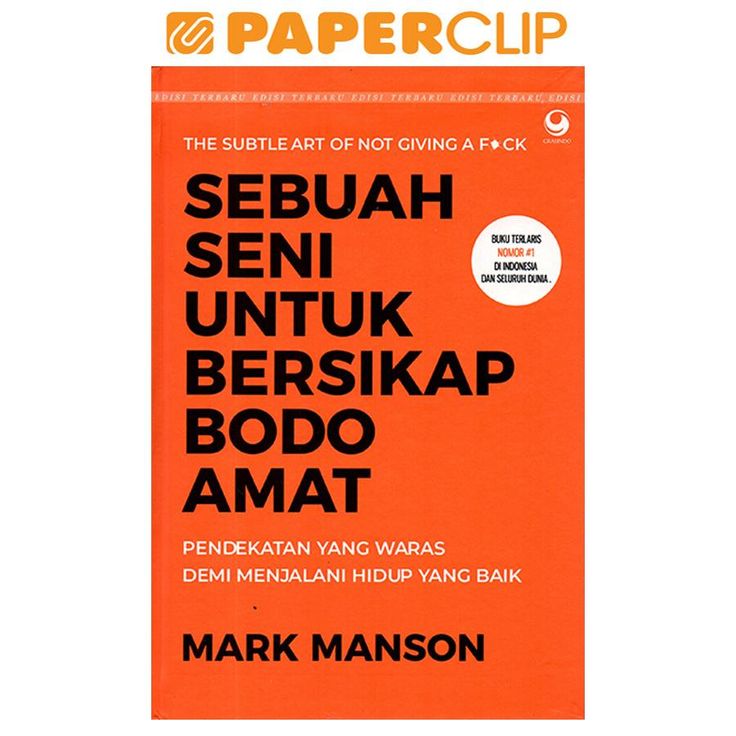 PAPERCLIP
EDISI TERBARU EDISI TERBARU EDISI TERBARU EDISI TERBARU EDISI TERBARU, EDISI
THE SUBTLE ART OF NOT GIVING A F*CK
GRASINDO
SEBUAH
SENI
UNTUK
BERSIKAP
BODO
AMAT
BUKU TERLARIS
NOMOR #1
DI INDONESIA
DAN SELURUH DUNIA.
PENDEKATAN YANG WARAS
DEMI MENJALANI HIDUP YANG BAIK
MARK MANSON